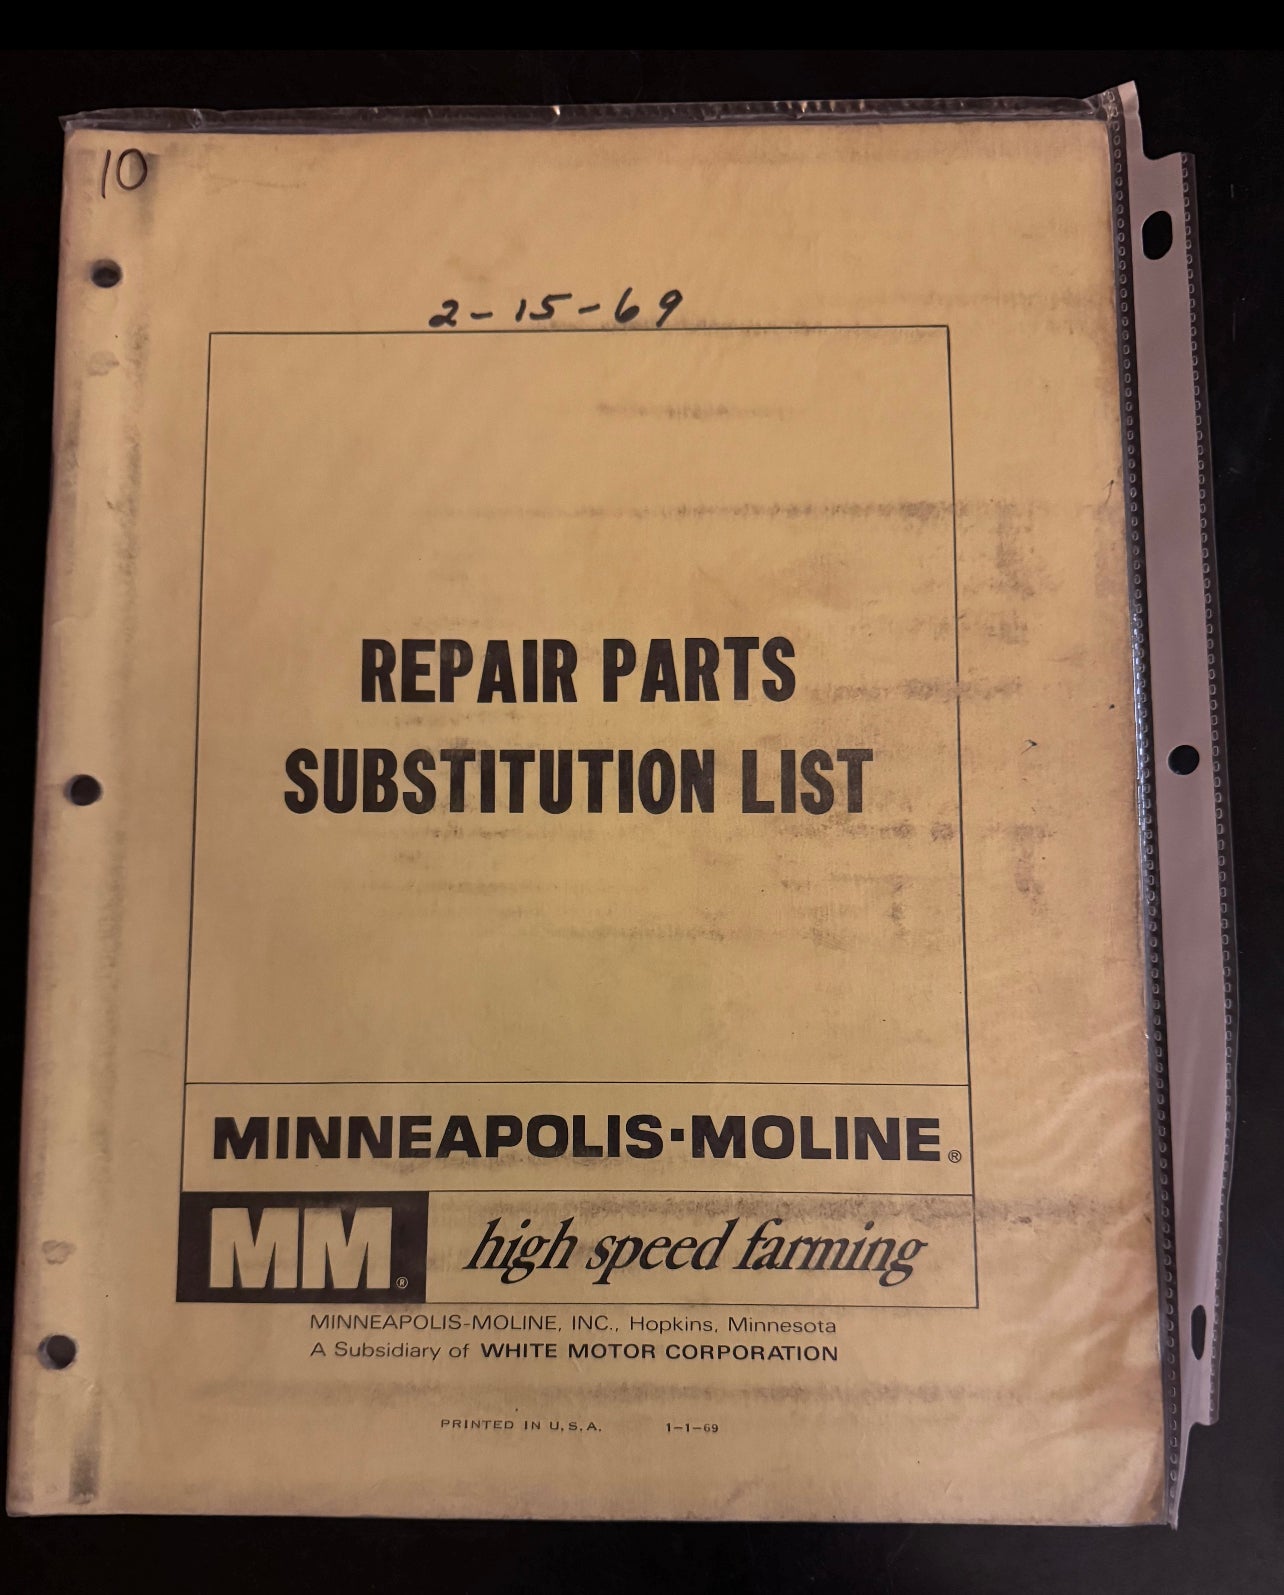 10
2-15-69
REPAIR PARTS
SUBSTITUTION LIST
MINNEAPOLIS·MOLINE®
MM®
high speed farming
MINNEAPOLIS-MOLINE, INC., Hopkins, Minnesota
A Subsidiary of WHITE MOTOR CORPORATION
PRINTED IN U.S.A. 1-1-69